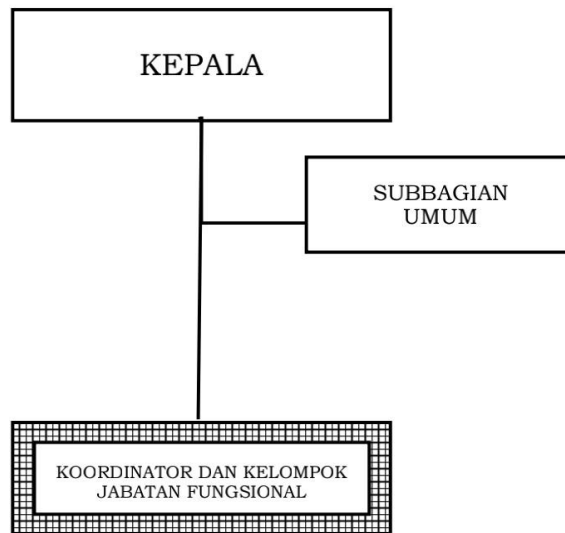 KEPALA
SUBBAGIAN
UMUM
KOORDINATOR DAN KELOMPOK
JABATAN FUNGSIONAL